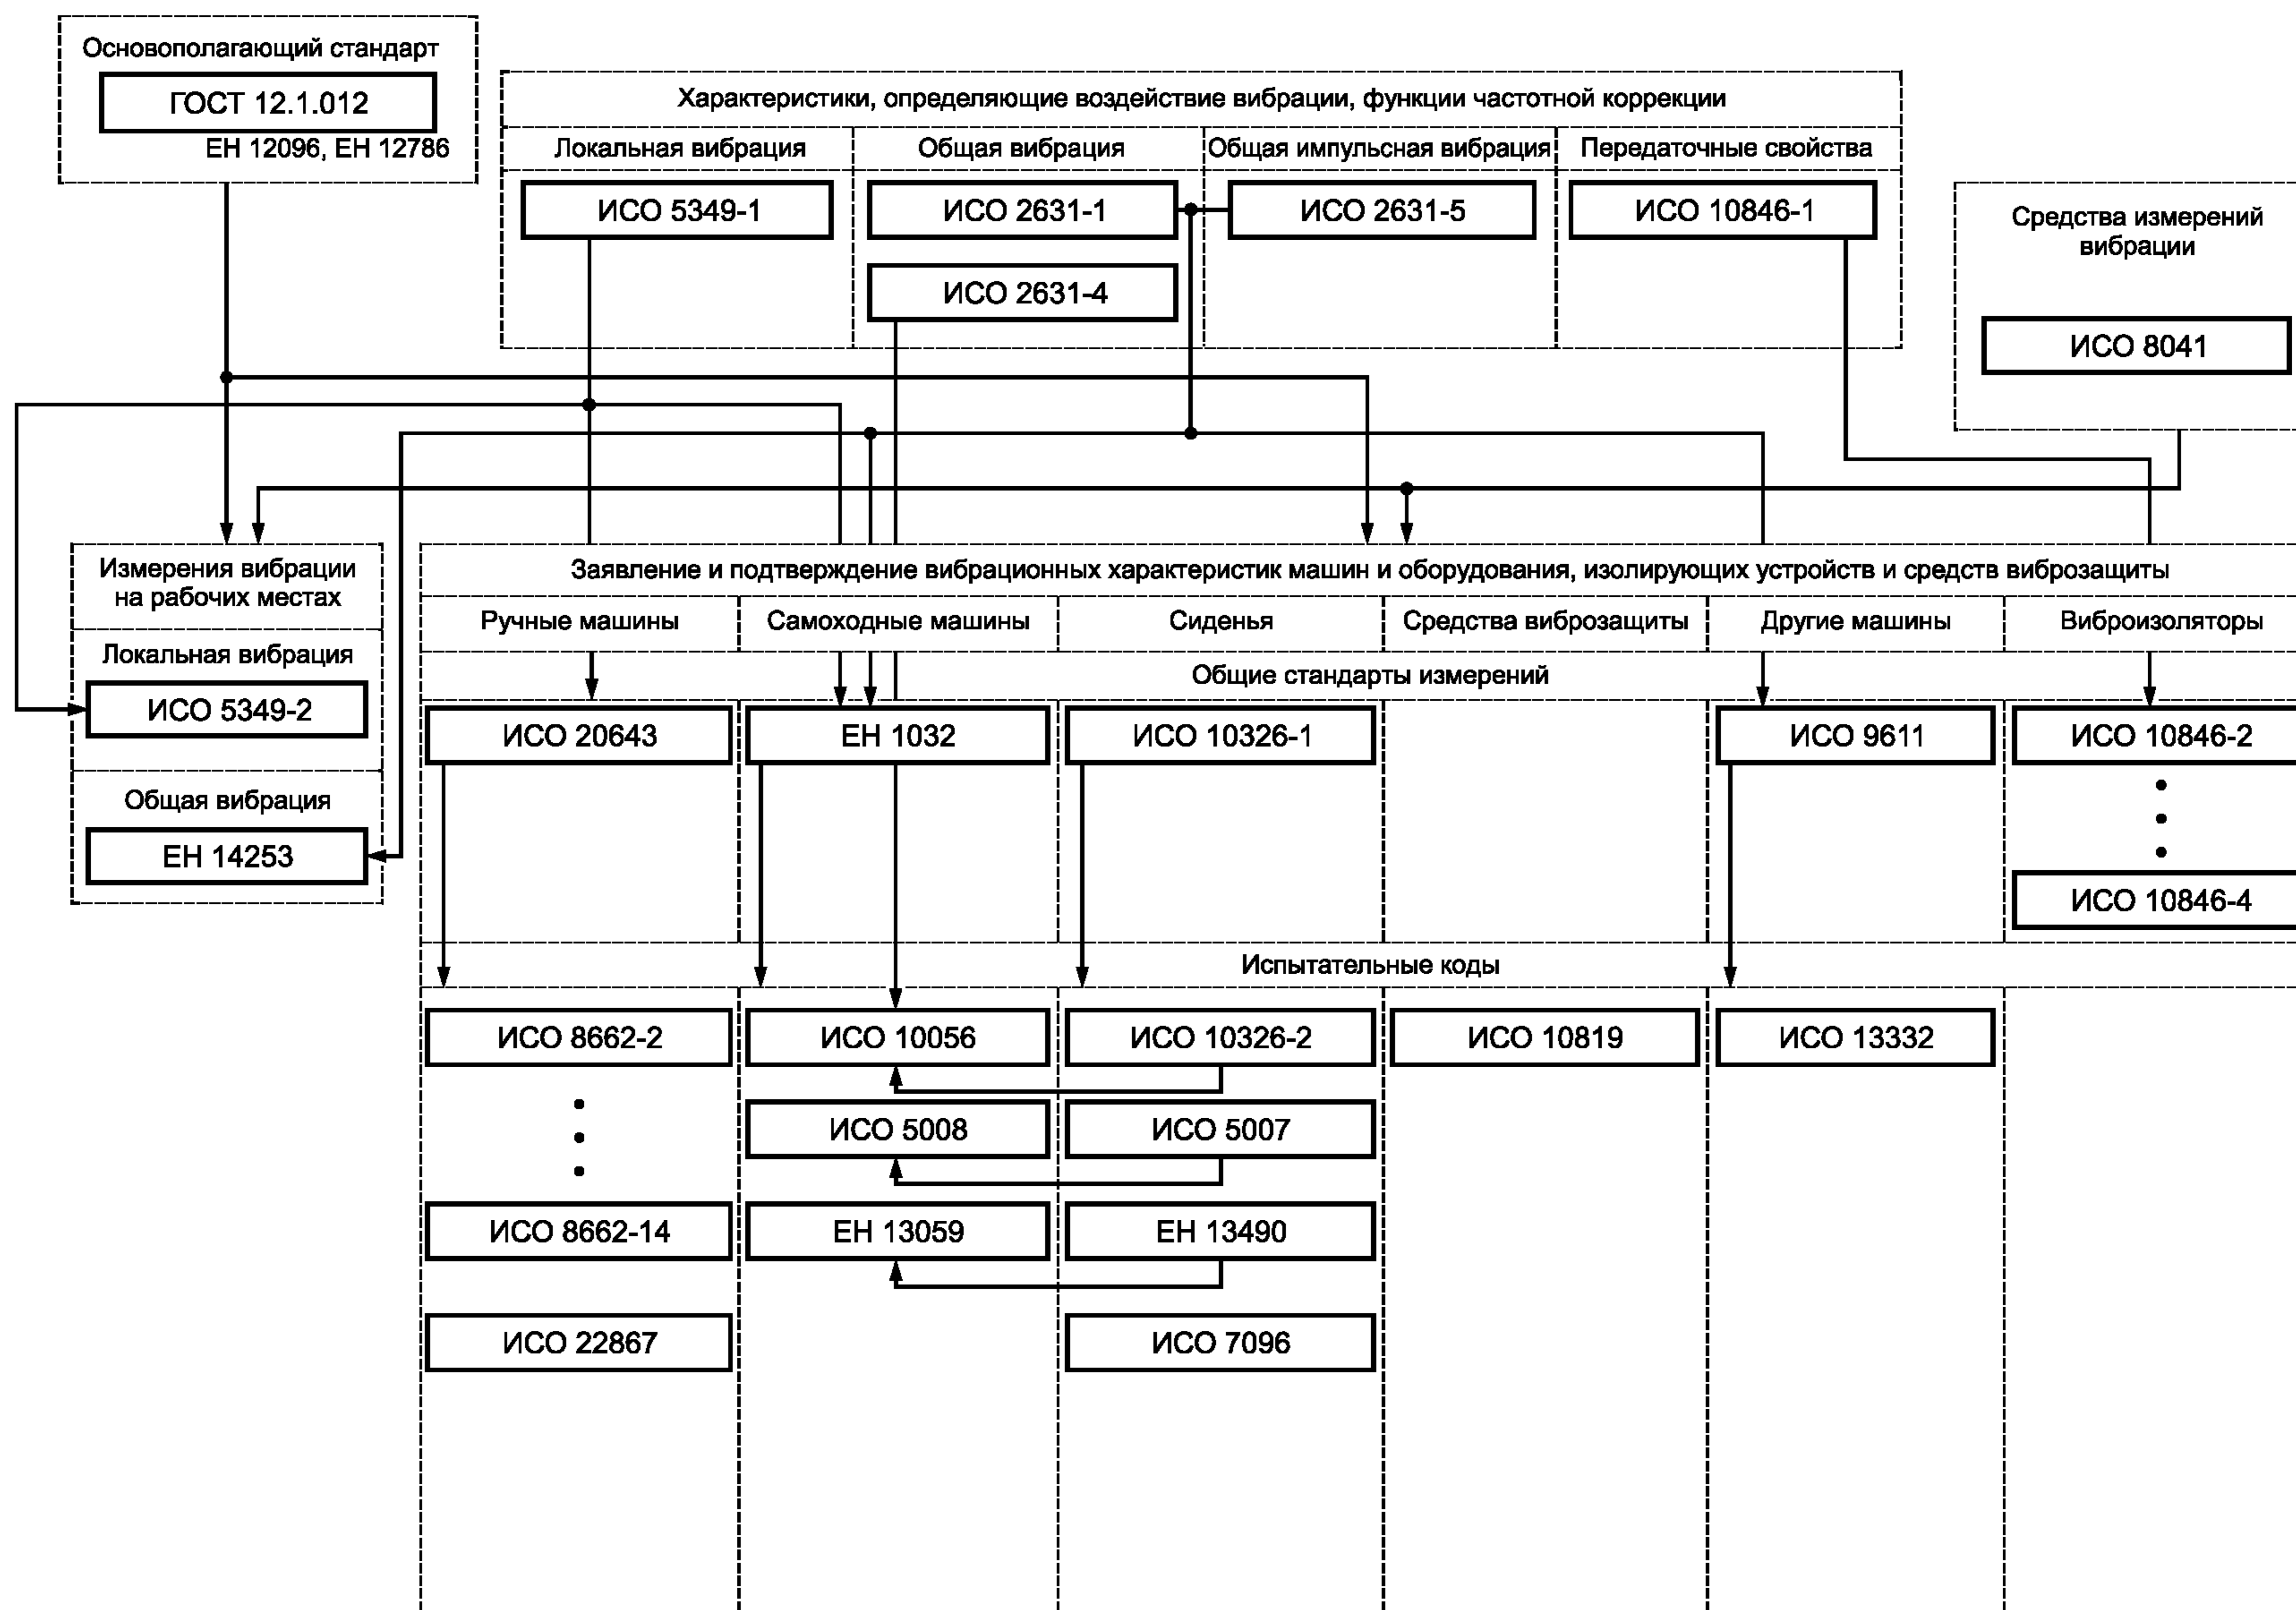 Основополагающий стандарт
ГОСТ 12.1.012
ЕН 12096, ЕН 12786
Характеристики, определяющие воздействие вибрации, функции частотной коррекции
Локальная вибрация
Общая вибрация
Общая импульсная вибрация
Передаточные свойства
ИСО 5349-1
ИСО 2631-1
ИСО 2631-5
ИСО 10846-1
ИСО 2631-4
Средства измерений
вибрации
ИСО 8041
Измерения вибрации
на рабочих местах
Локальная вибрация
ИСО 5349-2
Общая вибрация
ЕН 14253
Заявление и подтверждение вибрационных характеристик машин и оборудования, изолирующих устройств и средств виброзащиты
Ручные машины
Самоходные машины
Сиденья
Средства виброзащиты
Другие машины
Виброизоляторы
Общие стандарты измерений
ИСО 20643
ЕН 1032
ИСО 10326-1
ИСО 9611
ИСО 10846-2
ИСО 10846-4
Испытательные коды
ИСО 8662-2
ИСО 10056
ИСО 10326-2
ИСО 10819
ИСО 13332
ИСО 5008
ИСО 5007
ИСО 8662-14
ЕН 13059
ЕН 13490
ИСО 22867
ИСО 7096